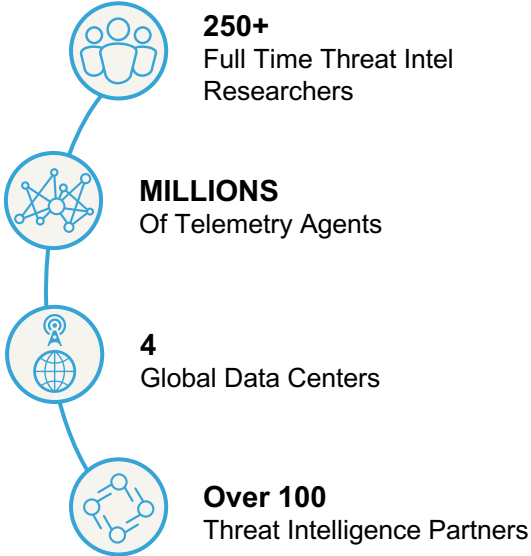 250+
Full Time Threat Intel
Researchers
MILLIONS
Of Telemetry Agents
4
Global Data Centers
Over 100
Threat Intelligence Partners